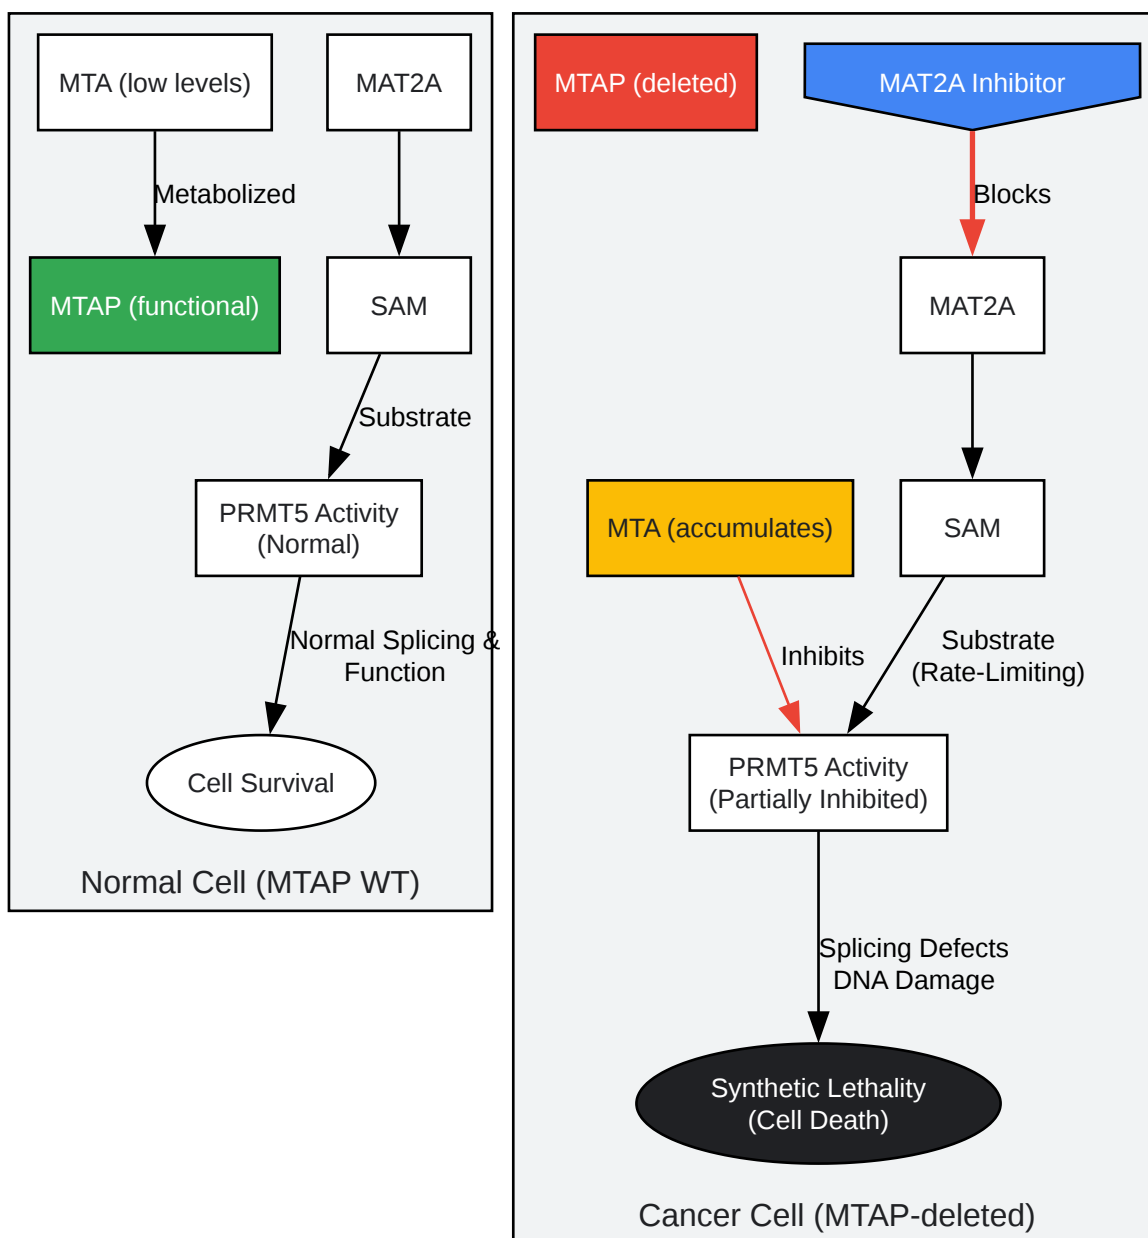 MTA (low levels)
MAT2A
Metabolized
MTAP (functional)
SAM
Substrate
PRMT5 Activity
(Normal)
Normal Splicing &
Function
Cell Survival
Normal Cell (MTAP WT)
MTAP (deleted)
MAT2A Inhibitor
Blocks
MAT2A
MTA (accumulates)
SAM
Inhibits
Substrate
(Rate-Limiting)
PRMT5 Activity
(Partially Inhibited)
Splicing Defects
DNA Damage
Synthetic Lethality
(Cell Death)
Cancer Cell (MTAP-deleted)